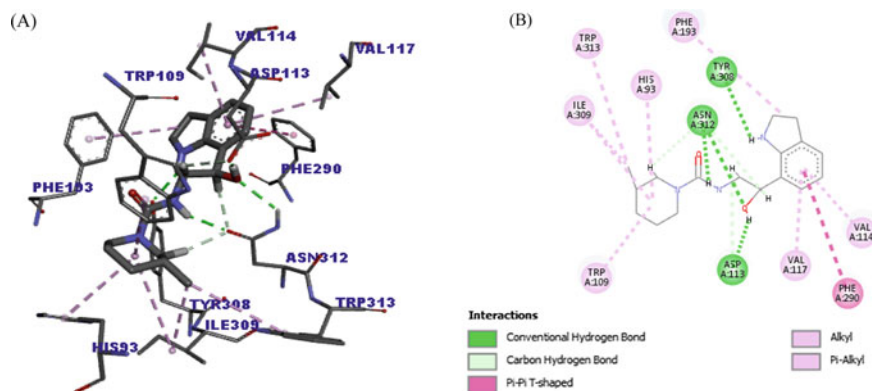 (A)
VAL114
VAL117
TRP109
ASP113
PHE193
PHE290
ASN312
TYR308
TRP313
ILE309
HIS93
(B)
PHE
A:193
TRP
A:313
TYR
A:308
HIS
A:93
ILE
A:309
ASN
A:312
H
N
H
O
N
H
H
H
O
H
N
VAL
A:114
ASP
A:113
VAL
A:117
TRP
A:109
PHE
A:290
Interactions
Conventional Hydrogen Bond
Alkyl
Carbon Hydrogen Bond
Pi-Alkyl
Pi-Pi T-shaped